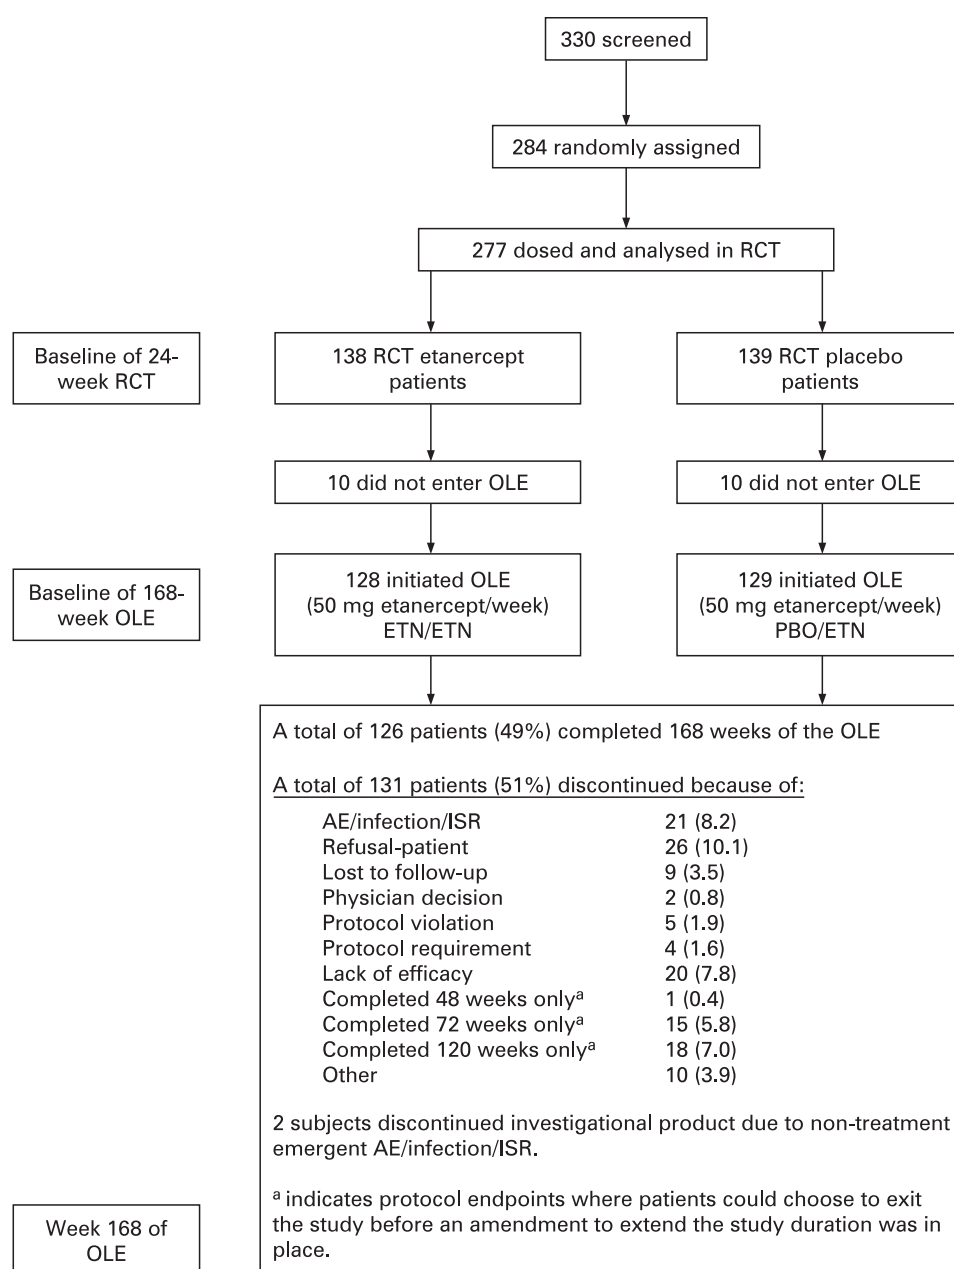 330 screened
284 randomly assigned
277 dosed and analysed in RCT
Baseline of 24-
week RCT
138 RCT etanercept
patients
139 RCT placebo
patients
10 did not enter OLE
10 did not enter OLE
Baseline of 168-
week OLE
128 initiated OLE
(50 mg etanercept/week)
ETN/ETN
129 initiated OLE
(50 mg etanercept/week)
PBO/ETN
A total of 126 patients (49%) completed 168 weeks of the OLE
A total of 131 patients (51%) discontinued because of:
AE/infection/ISR 21 (8.2)
Refusal-patient 26 (10.1)
Lost to follow-up 9 (3.5)
Physician decision 2 (0.8)
Protocol violation 5 (1.9)
Protocol requirement 4 (1.6)
Lack of efficacy 20 (7.8)
Completed 48 weeks onlyᵃ 1 (0.4)
Completed 72 weeks onlyᵃ 15 (5.8)
Completed 120 weeks onlyᵃ 18 (7.0)
Other 10 (3.9)
2 subjects discontinued investigational product due to non-treatment
emergent AE/infection/ISR.
ᵃ indicates protocol endpoints where patients could choose to exit
the study before an amendment to extend the study duration was in
place.
Week 168 of
OLE